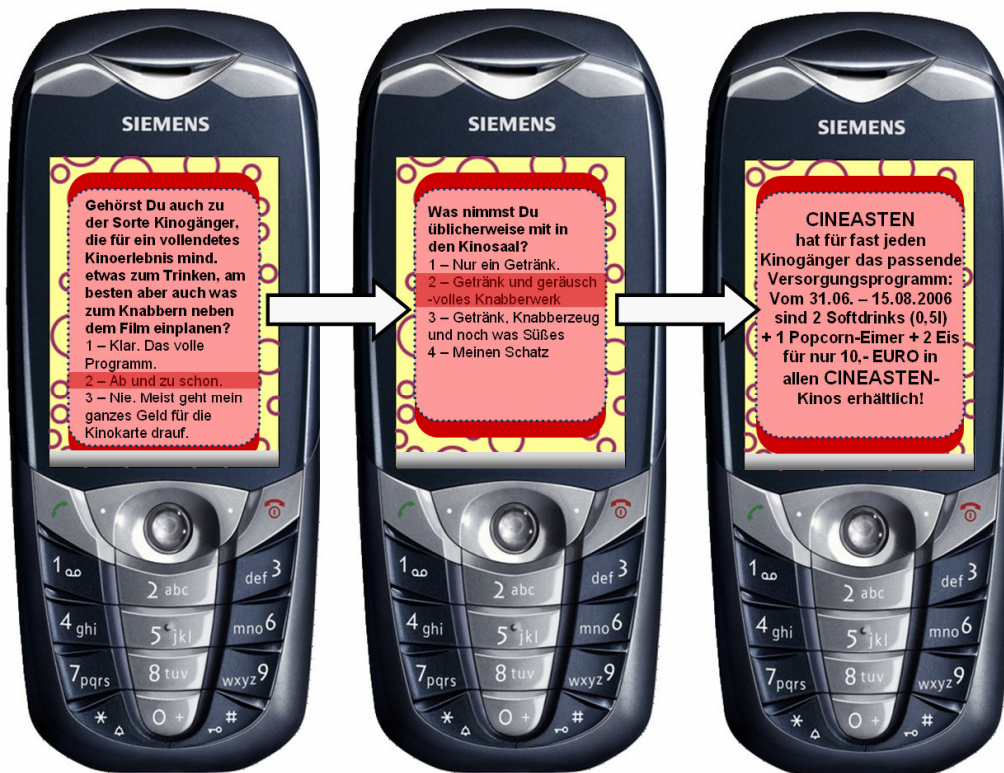 SIEMENS
Gehörst Du auch zu
der Sorte Kinogänger,
die für ein vollendetes
Kinoerlebnis mind.
etwas zum Trinken, am
besten aber auch was
zum Knabbern neben
dem Film einplanen?
1 – Klar. Das volle
Programm.
2 – Ab und zu schon.
3 – Nie. Meist geht mein
ganzes Geld für die
Kinokarte drauf.
1
2 abc
def 3
4 ghi
5 jkl
mno 6
7 pqrs
8 tuv
wxyz 9
*
0 +
#
SIEMENS
Was nimmst Du
üblicherweise mit in
den Kinosaal?
1 – Nur ein Getränk.
2 – Getränk und geräusch
-volles Knabberwerk
3 – Getränk, Knabberzeug
und noch was Süßes
4 – Meinen Schatz
1
2 abc
def 3
4 ghi
5 jkl
mno 6
7 pqrs
8 tuv
wxyz 9
*
0 +
#
SIEMENS
CINEASTEN
hat für fast jeden
Kinogänger das passende
Versorgungsprogramm:
Vom 31.06. – 15.08.2006
sind 2 Softdrinks (0,5l)
+ 1 Popcorn-Eimer + 2 Eis
für nur 10,- EURO in
allen CINEASTEN-
Kinos erhältlich!
1
2 abc
def 3
4 ghi
5 jkl
mno 6
7 pqrs
8 tuv
wxyz 9
*
0 +
#